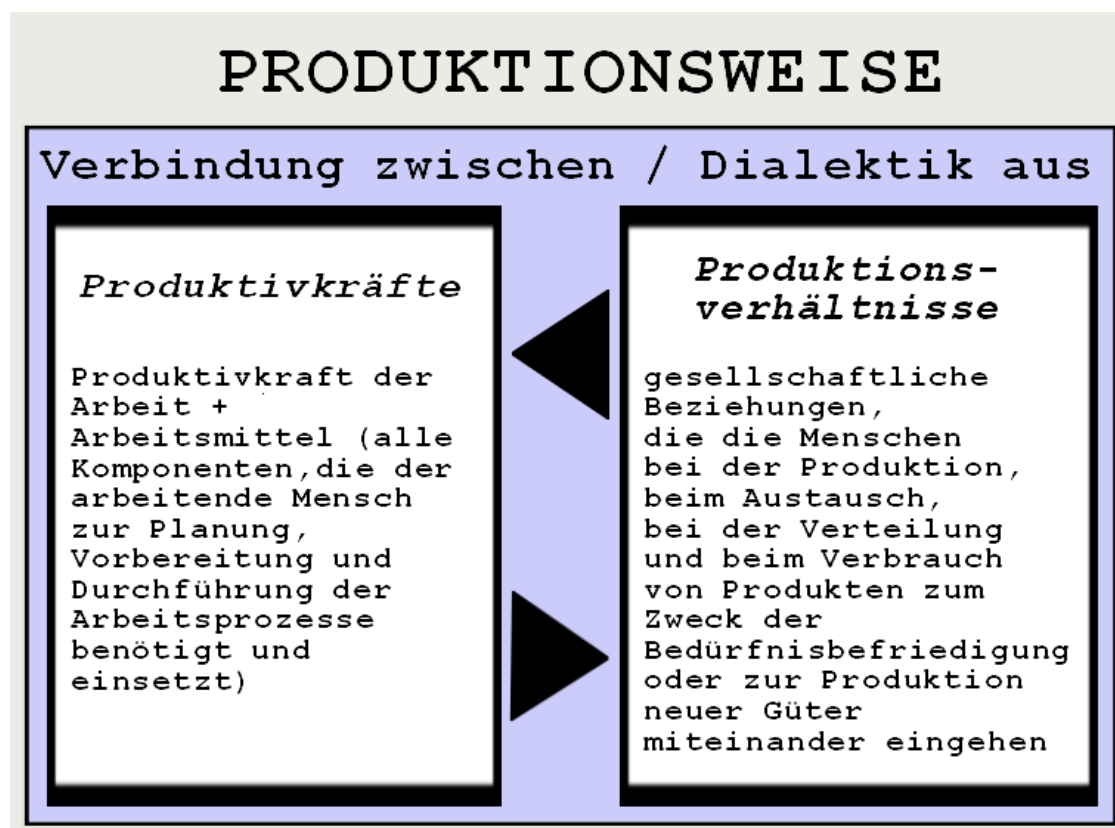 PRODUKTIONSWEISE
Verbindung zwischen / Dialektik aus
Produktivkräfte
Produktivkraft der
Arbeit +
Arbeitsmittel (alle
Komponenten,die der
arbeitende Mensch
zur Planung,
Vorbereitung und
Durchführung der
Arbeitsprozesse
benötigt und
einsetzt)
Produktions-
verhältnisse
gesellschaftliche
Beziehungen,
die die Menschen
bei der Produktion,
beim Austausch,
bei der Verteilung
und beim Verbrauch
von Produkten zum
Zweck der
Bedürfnisbefriedigung
oder zur Produktion
neuer Güter
miteinander eingehen